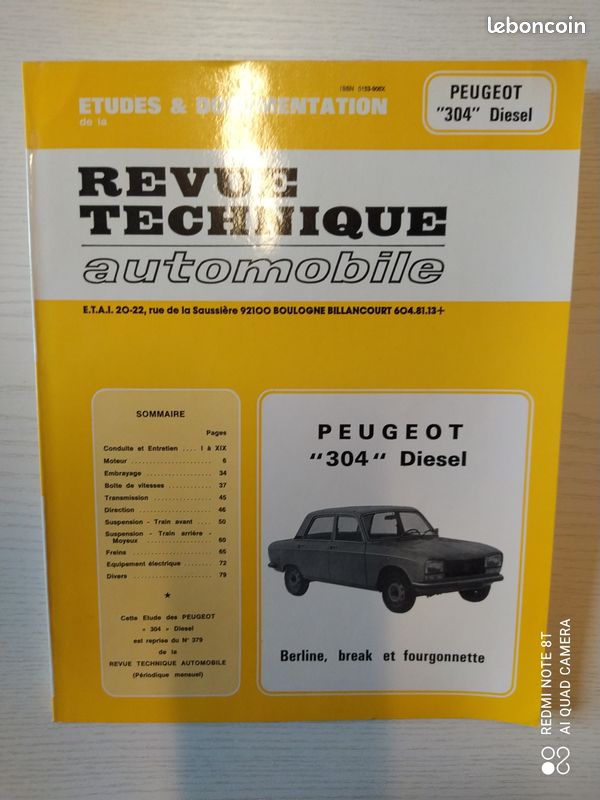 leboncoin
ISSN 0153-906X
PEUGEOT
"304" Diesel
ETUDES & DOCUMENTATION
de la
REVUE
TECHNIQUE
automobile
E.T.A.I. 20-22, rue de la Saussière 92100 BOULOGNE BILLANCOURT 604.81.13+
SOMMAIRE
Pages
Conduite et Entretien .... I à XIX
Moteur ...................... 6
Embrayage .................. 34
Boîte de vitesses ............ 37
Transmission ................ 45
Direction .................... 46
Suspension - Train avant .... 50
Suspension - Train arrière -
Moyeux .................. 60
Freins ...................... 65
Equipement électrique ........ 72
Divers ...................... 79
★
Cette Etude des PEUGEOT
« 304 » Diesel
est reprise du N° 379
de la
REVUE TECHNIQUE AUTOMOBILE
(Périodique mensuel)
PEUGEOT
"304" Diesel
Berline, break et fourgonnette
REDMI NOTE 8T
AI QUAD CAMERA